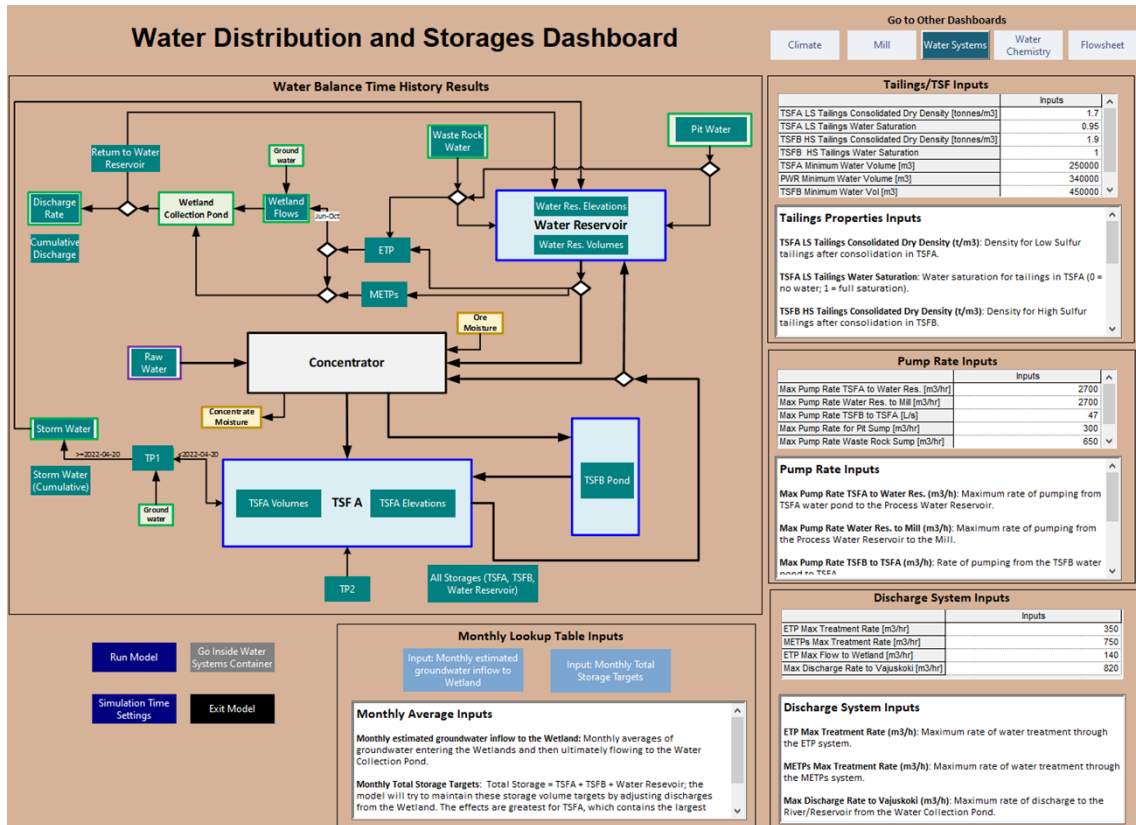 Water Distribution and Storages Dashboard
Go to Other Dashboards
Climate
Mill
Water Systems
Water
Chemistry
Flowsheet
Water Balance Time History Results
Return to Water
Reservoir
Ground
water
Waste Rock
Water
Pit Water
Discharge
Rate
Wetland
Collection Pond
Wetland
Flows
Jun-Oct
Cumulative
Discharge
ETP
METPs
Water Res. Elevations
Water Reservoir
Water Res. Volumes
Ore
Moisture
Raw
Water
Concentrator
Concentrate
Moisture
Storm Water
>=2022-04-20
TP1
<2022-04-20
Storm Water
(Cumulative)
Ground
water
TSFA Volumes
TSF A
TSFA Elevations
TSFB Pond
TP2
All Storages (TSFA, TSFB,
Water Reservoir)
Run Model
Go Inside Water
Systems Container
Simulation Time
Settings
Exit Model
Monthly Lookup Table Inputs
Input: Monthly estimated
groundwater inflow to
Wetland
Input: Monthly Total
Storage Targets
Monthly Average Inputs
Monthly estimated groundwater inflow to the Wetland: Monthly averages of
groundwater entering the Wetlands and then ultimately flowing to the Water
Collection Pond.
Monthly Total Storage Targets: Total Storage = TSFA + TSFB + Water Resevoir; the
model will try to maintain these storage volume targets by adjusting discharges
from the Wetland. The effects are greatest for TSFA, which contains the largest
Tailings/TSF Inputs
Inputs
TSFA LS Tailings Consolidated Dry Density [tonnes/m3] 1.7
TSFA LS Tailings Water Saturation 0.95
TSFB HS Tailings Consolidated Dry Density [tonnes/m3] 1.9
TSFB HS Tailings Water Saturation 1
TSFA Minimum Water Volume [m3] 250000
PWR Minimum Water Volume [m3] 340000
TSFB Minimum Water Vol [m3] 450000
Tailings Properties Inputs
TSFA LS Tailings Consolidated Dry Density (t/m3): Density for Low Sulfur
tailings after consolidation in TSFA.
TSFA LS Tailings Water Saturation: Water saturation for tailings in TSFA (0 =
no water; 1 = full saturation).
TSFB HS Tailings Consolidated Dry Density (t/m3): Density for High Sulfur
tailings after consolidation in TSFB.
Pump Rate Inputs
Inputs
Max Pump Rate TSFA to Water Res. [m3/hr] 2700
Max Pump Rate Water Res. to Mill [m3/hr] 2700
Max Pump Rate TSFB to TSFA [L/s] 47
Max Pump Rate for Pit Sump [m3/hr] 300
Max Pump Rate Waste Rock Sump [m3/hr] 650
Pump Rate Inputs
Max Pump Rate TSFA to Water Res. (m3/h): Maximum rate of pumping from
TSFA water pond to the Process Water Reservoir.
Max Pump Rate Water Res. to Mill (m3/h): Maximum rate of pumping from
the Process Water Reservoir to the Mill.
Max Pump Rate TSFB to TSFA (m3/h): Rate of pumping from the TSFB water
pond to TSFA.
Discharge System Inputs
Inputs
ETP Max Treatment Rate [m3/hr] 350
METPs Max Treatment Rate [m3/hr] 750
ETP Max Flow to Wetland [m3/hr] 140
Max Discharge Rate to Vajuskoki [m3/hr] 820
Discharge System Inputs
ETP Max Treatment Rate (m3/h): Maximum rate of water treatment through
the ETP system.
METPs Max Treatment Rate (m3/h): Maximum rate of water treatment through
the METPs system.
Max Discharge Rate to Vajuskoki (m3/h): Maximum rate of discharge to the
River/Reservoir from the Water Collection Pond.